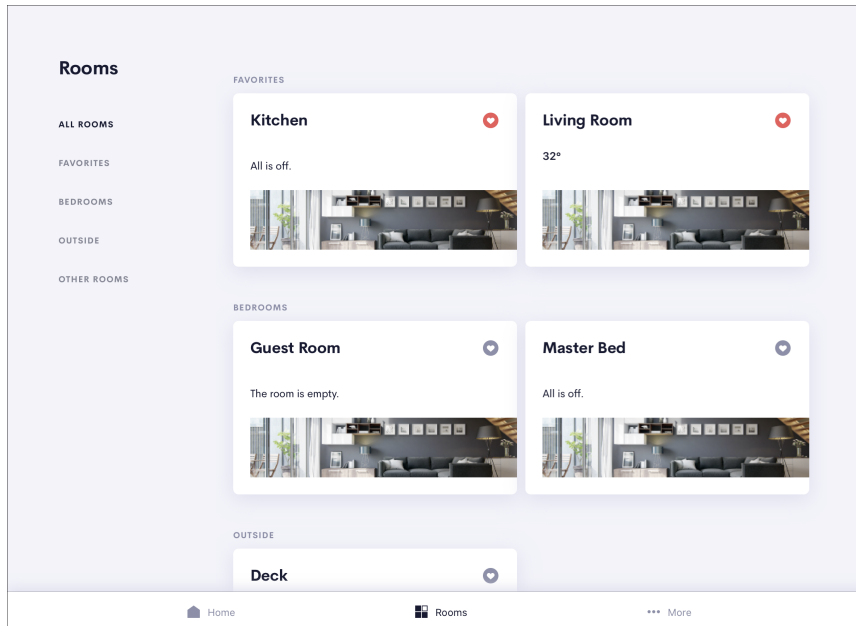 Rooms
ALL ROOMS
FAVORITES
BEDROOMS
OUTSIDE
OTHER ROOMS
FAVORITES
Kitchen
All is off.
Living Room
32°
BEDROOMS
Guest Room
The room is empty.
Master Bed
All is off.
OUTSIDE
Deck
Home
Rooms
More